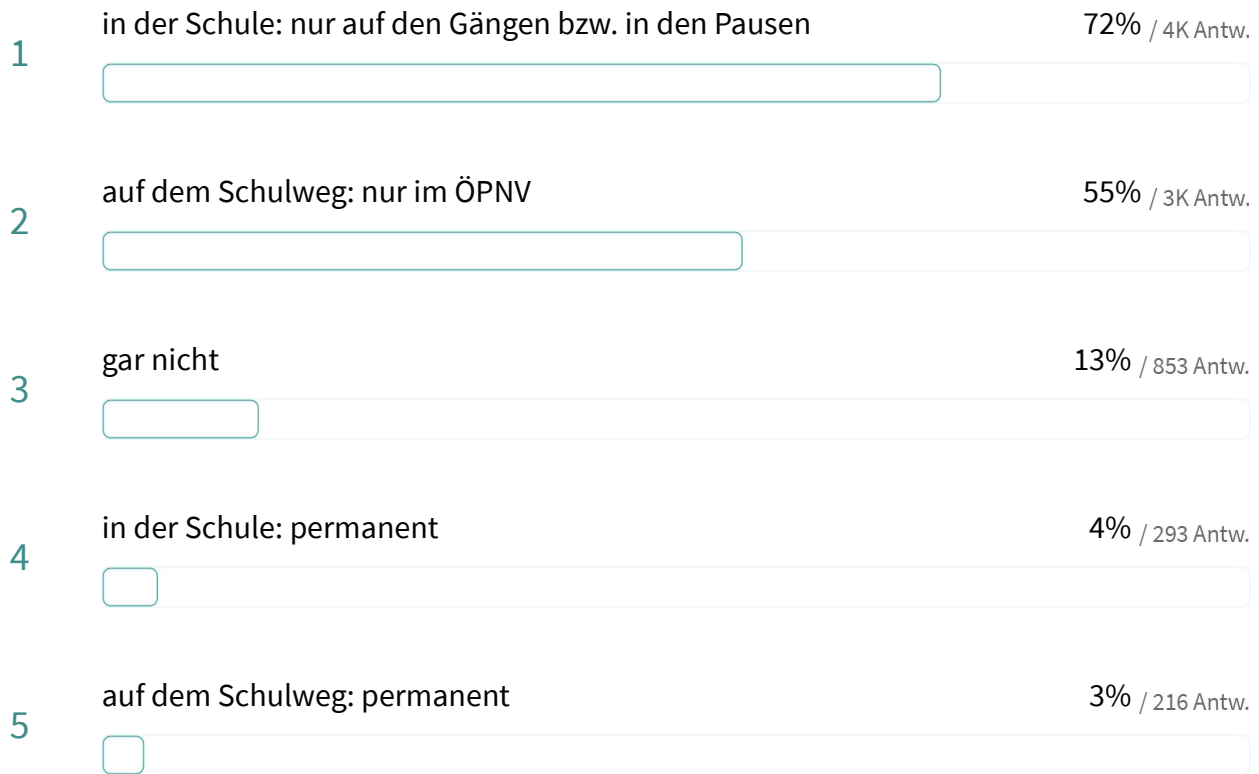 1
in der Schule: nur auf den Gängen bzw. in den Pausen 72% / 4K Antw.
2
auf dem Schulweg: nur im ÖPNV 55% / 3K Antw.
3
gar nicht 13% / 853 Antw.
4
in der Schule: permanent 4% / 293 Antw.
5
auf dem Schulweg: permanent 3% / 216 Antw.